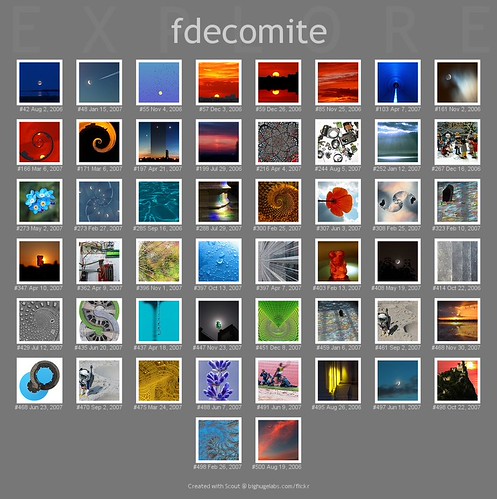 EXPLORE
fdecomite
#42 Aug 2, 2006 #48 Jan 15, 2007 #55 Nov 4, 2006 #57 Dec 3, 2006 #59 Dec 26, 2006 #85 Nov 25, 2006 #103 Apr 7, 2007 #161 Nov 2, 2006
#166 Mar 6, 2007 #171 Mar 6, 2007 #197 Apr 21, 2007 #199 Jul 29, 2006 #216 Apr 4, 2007 #244 Aug 5, 2007 #252 Jan 12, 2007 #267 Dec 16, 2006
#273 May 2, 2007 #273 Feb 27, 2007 #285 Sep 16, 2006 #288 Jul 29, 2007 #300 Feb 25, 2007 #307 Jun 3, 2007 #309 Feb 25, 2007 #323 Feb 10, 2007
#347 Apr 10, 2007 #362 Apr 9, 2007 #396 Nov 1, 2007 #397 Oct 13, 2007 #397 Apr 7, 2007 #403 Feb 13, 2007 #408 May 19, 2007 #414 Oct 22, 2006
#429 Jul 12, 2007 #435 Jun 20, 2007 #437 Apr 18, 2007 #447 Nov 23, 2007 #451 Dec 8, 2007 #459 Jan 6, 2007 #461 Sep 2, 2007 #468 Nov 30, 2007
#468 Jun 23, 2007 #470 Sep 2, 2007 #475 Mar 24, 2007 #488 Jun 7, 2007 #491 Jun 9, 2007 #495 Aug 26, 2006 #497 Jun 18, 2007 #498 Oct 22, 2007
#498 Feb 26, 2007 #500 Aug 19, 2006
Created with Scout @ bighugelabs.com/flickr